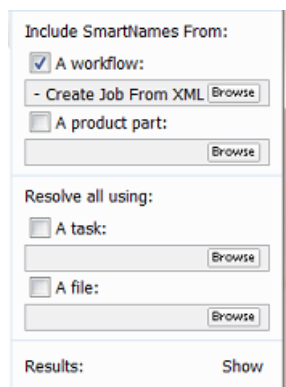 Include SmartNames From:
A workflow:
- Create Job From XML Browse
A product part:
Browse
Resolve all using:
A task:
Browse
A file:
Browse
Results: Show